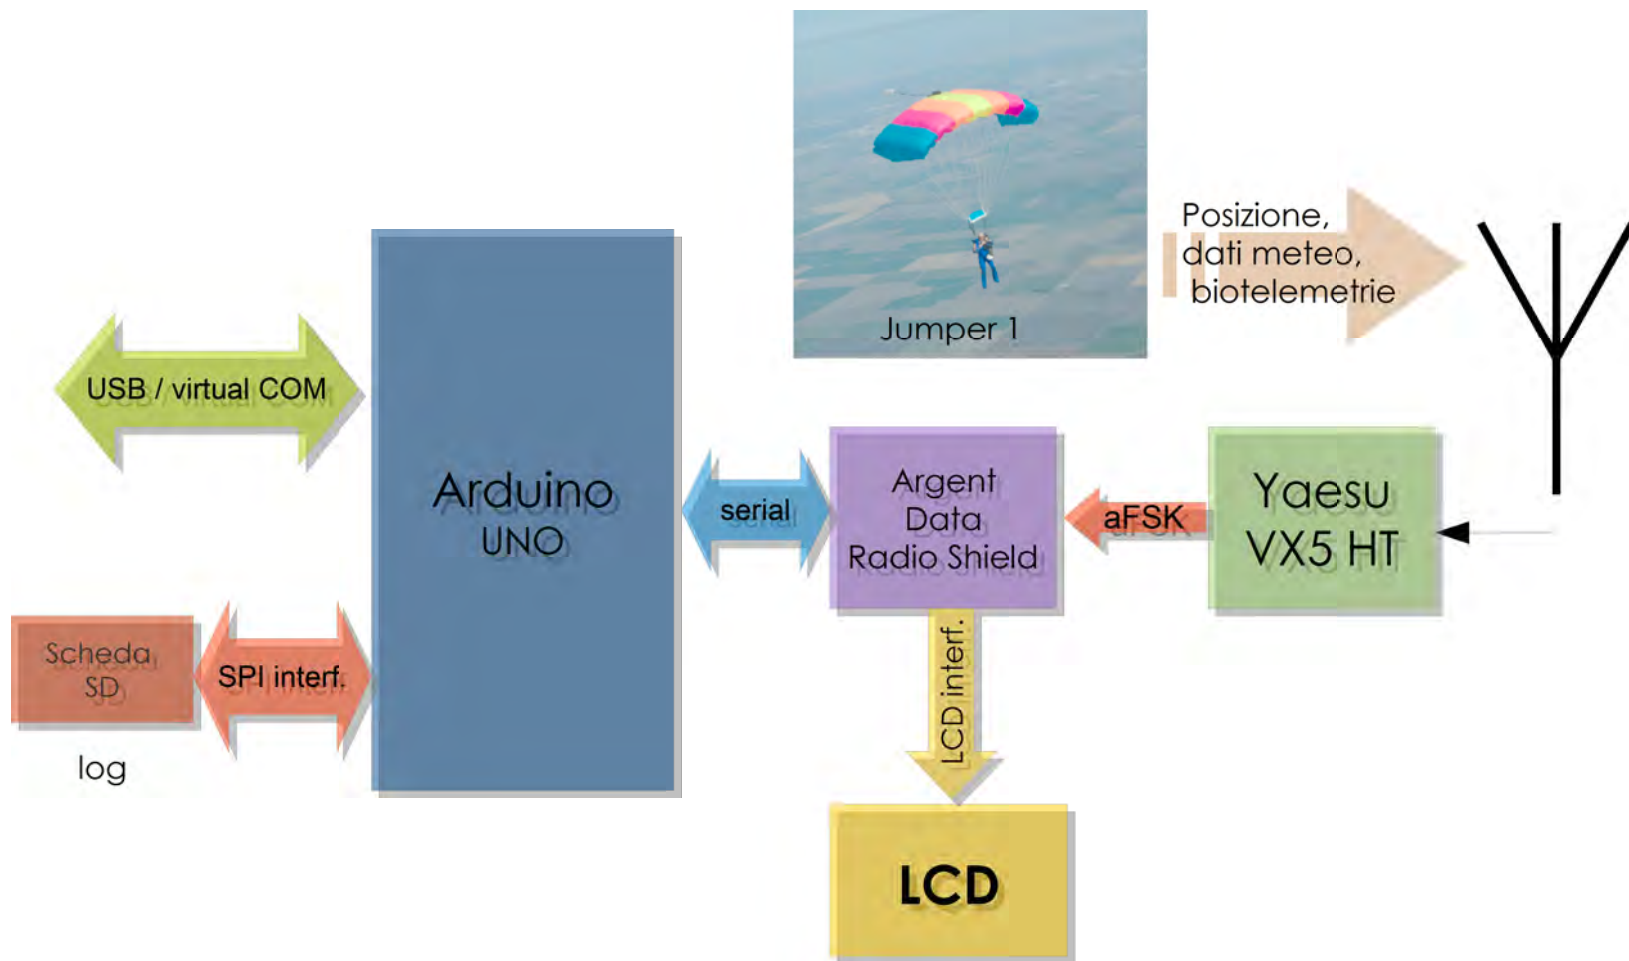 Jumper 1
Posizione,
dati meteo,
biotelemetrie
USB / virtual COM
Arduino
UNO
serial
Argent
Data
Radio Shield
aFSK
Yaesu
VX5 HT
Scheda
SD
SPI interf.
log
LCD interf.
LCD